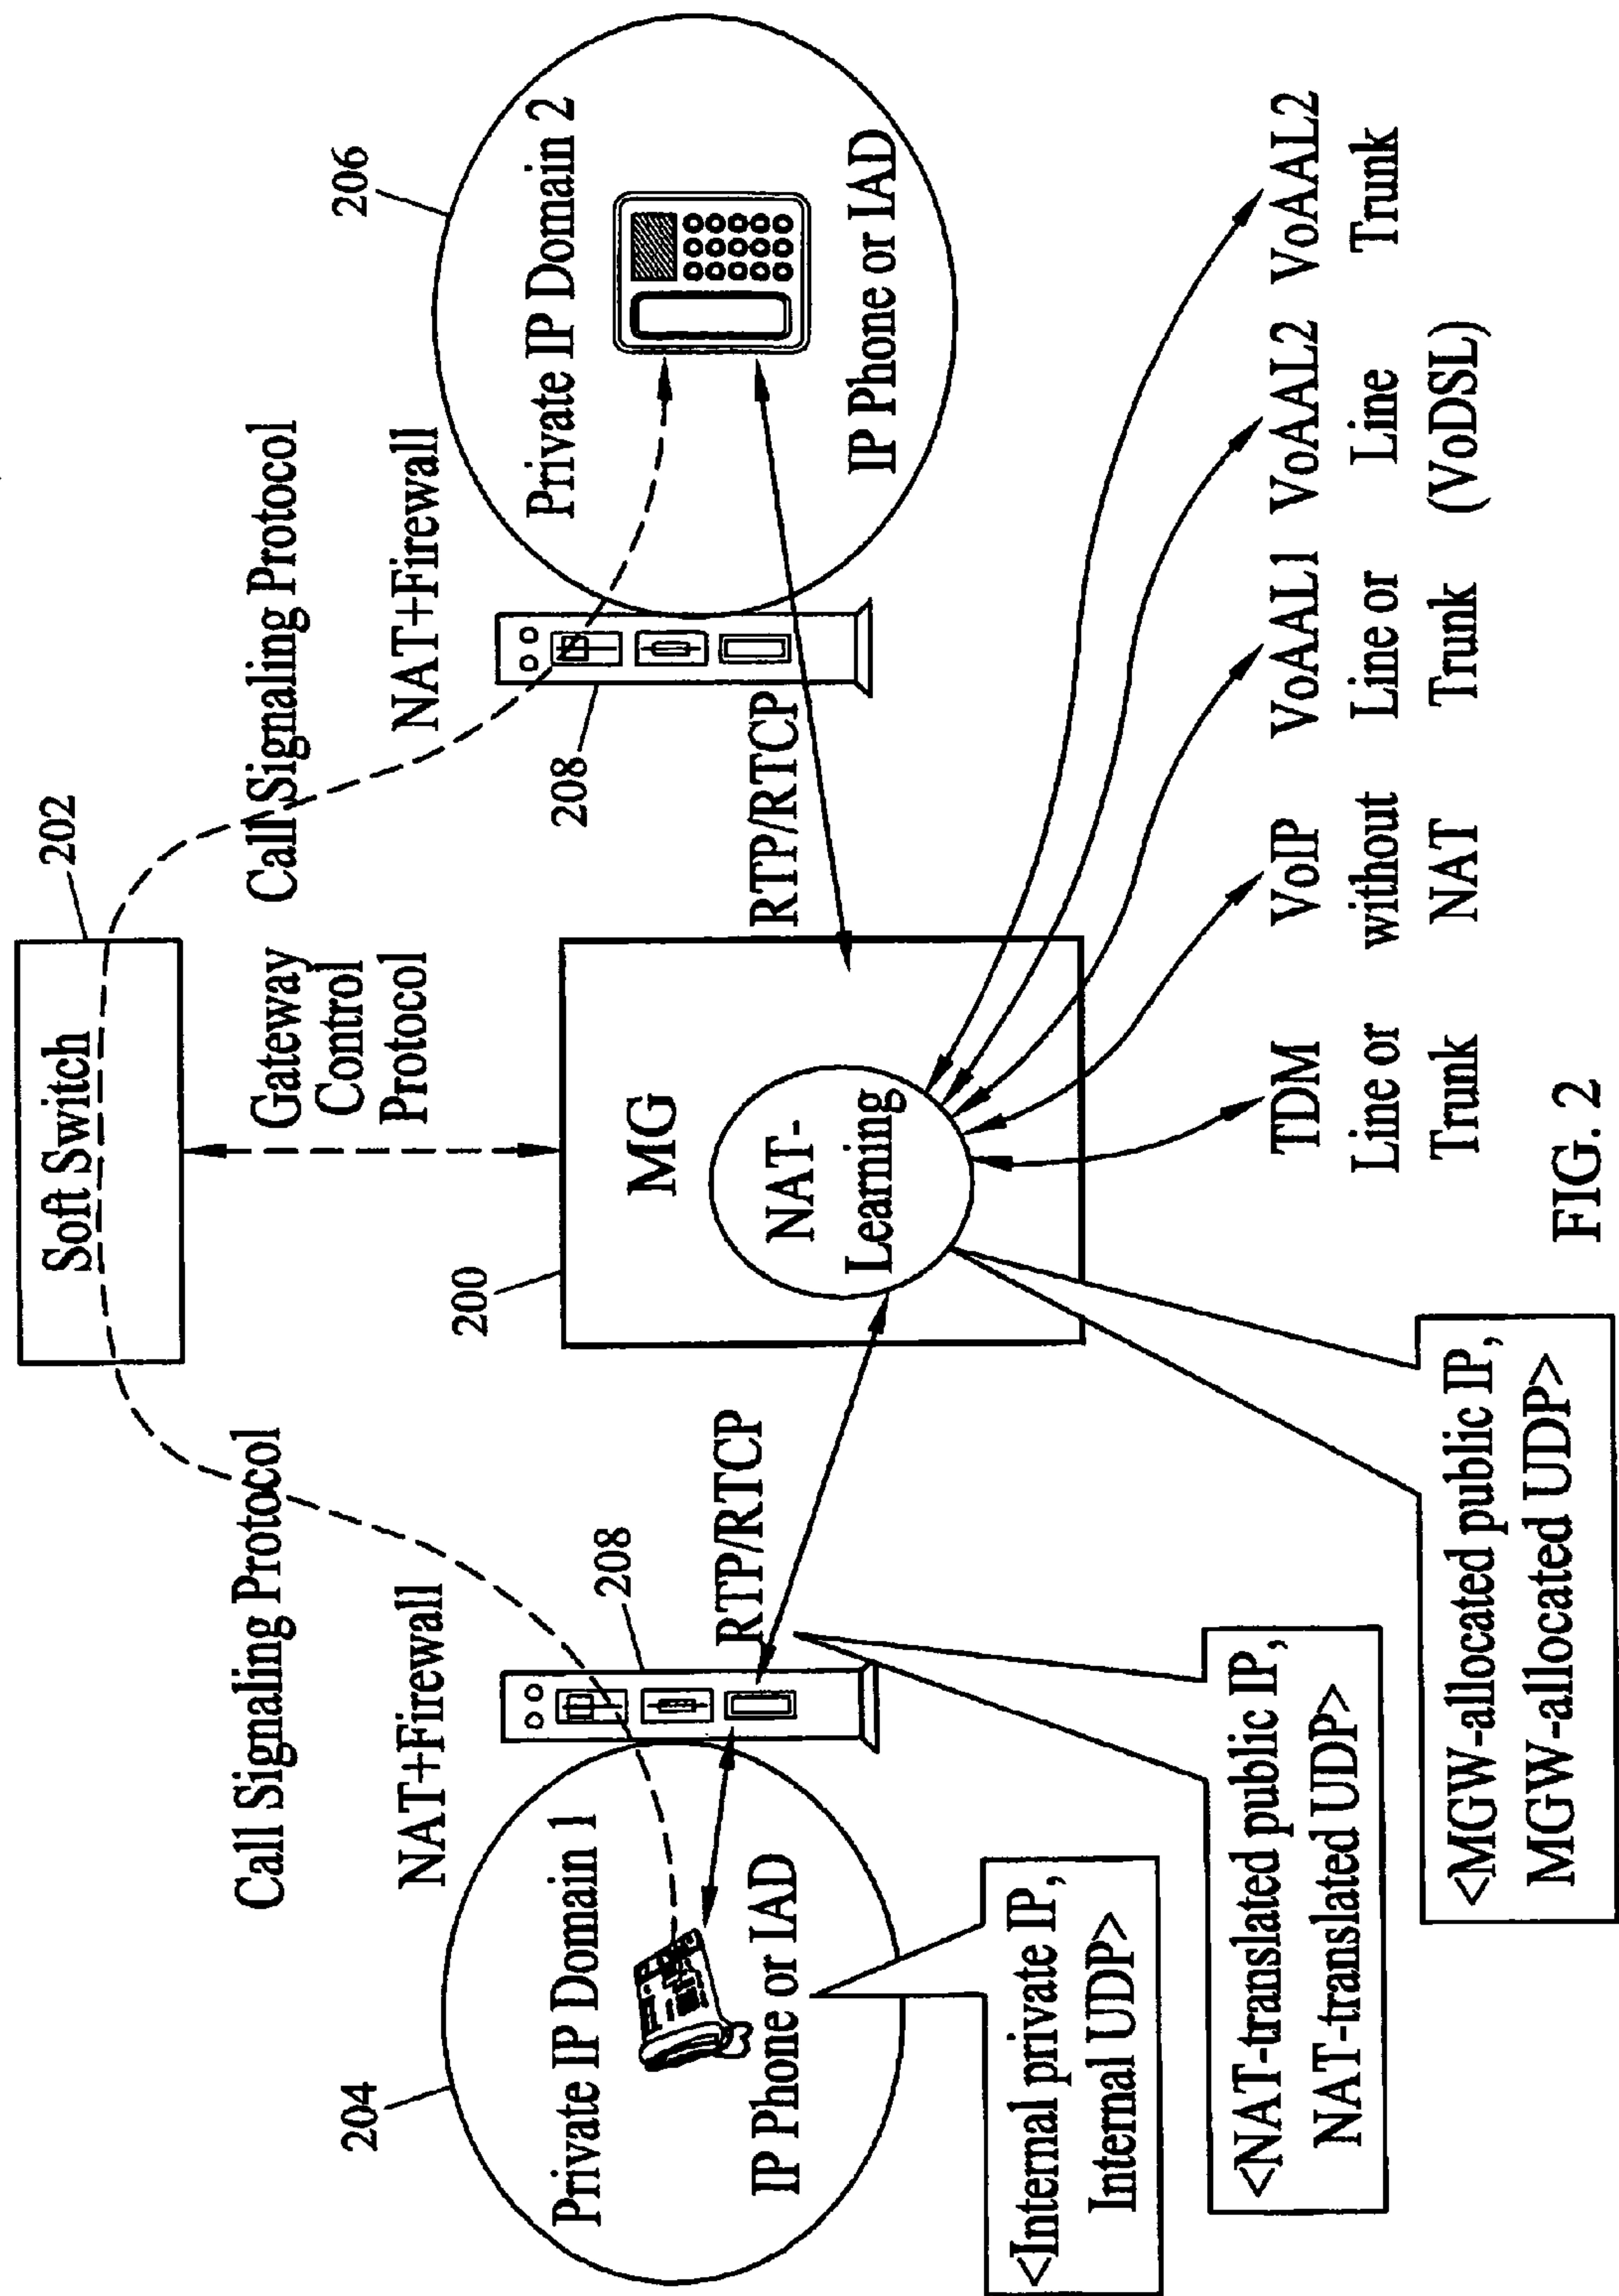 202
Soft Switch
Call Signaling Protocol
Call Signaling Protocol
Gateway
Control
Protocol
204
206
NAT+Firewall
NAT+Firewall
Private IP Domain 1
Private IP Domain 2
200
208
208
MG
NAT-
Learning
RTP/RTCP
RTP/RTCP
IP Phone or IAD
IP Phone or IAD
<Internal private IP,
Internal UDP>
<NAT-translated public IP,
NAT-translated UDP>
<MGW-allocated public IP,
MGW-allocated UDP>
TDM
Line or
Trunk
VoIP
without
NAT
VoAAL1
Line or
Trunk
VoAAL2
Line
(VoDSL)
VoAAL2
Trunk
FIG. 2